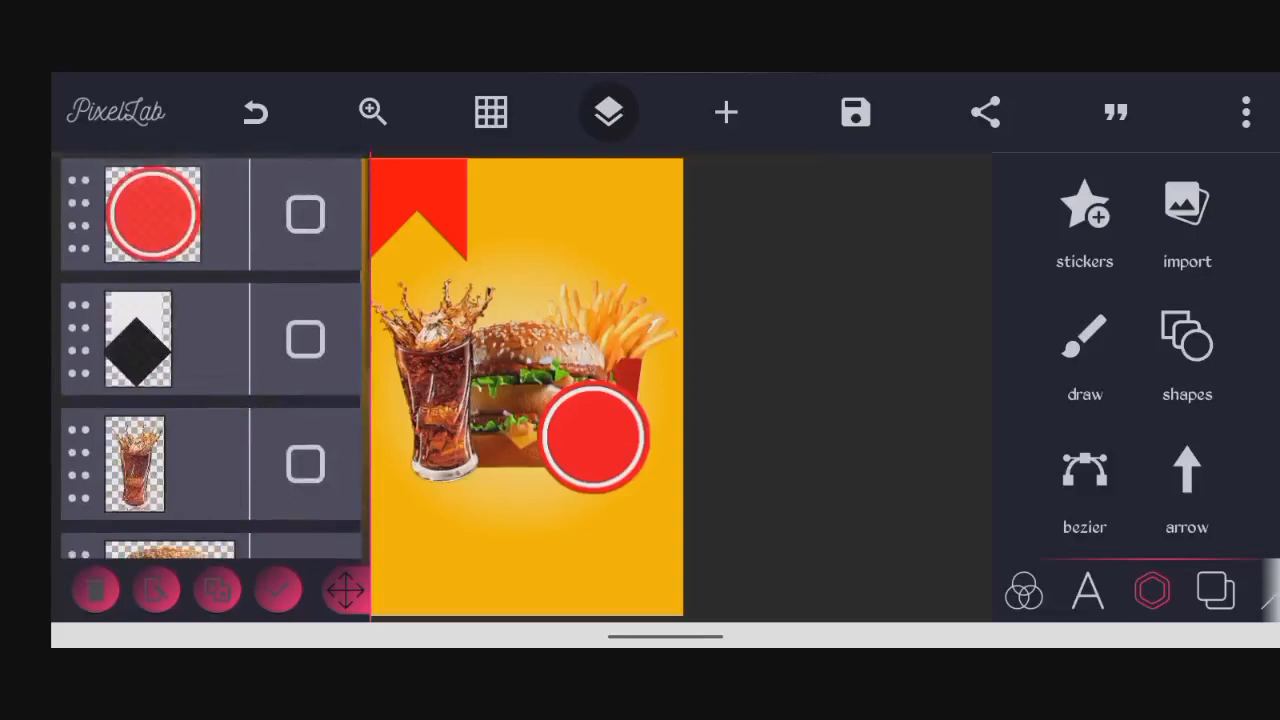 PixelLab
stickers
import
draw
shapes
bezier
arrow